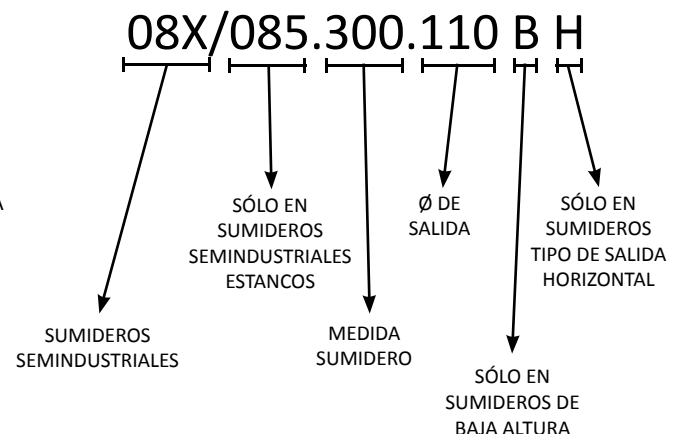 08X/085.300.110 B H
A
SÓLO EN
SUMIDEROS
SEMINDUSTRIALES
ESTANCOS
Ø DE
SALIDA
SÓLO EN
SUMIDEROS
TIPO DE SALIDA
HORIZONTAL
SUMIDEROS
SEMINDUSTRIALES
MEDIDA
SUMIDERO
SÓLO EN
SUMIDEROS DE
BAJA ALTURA